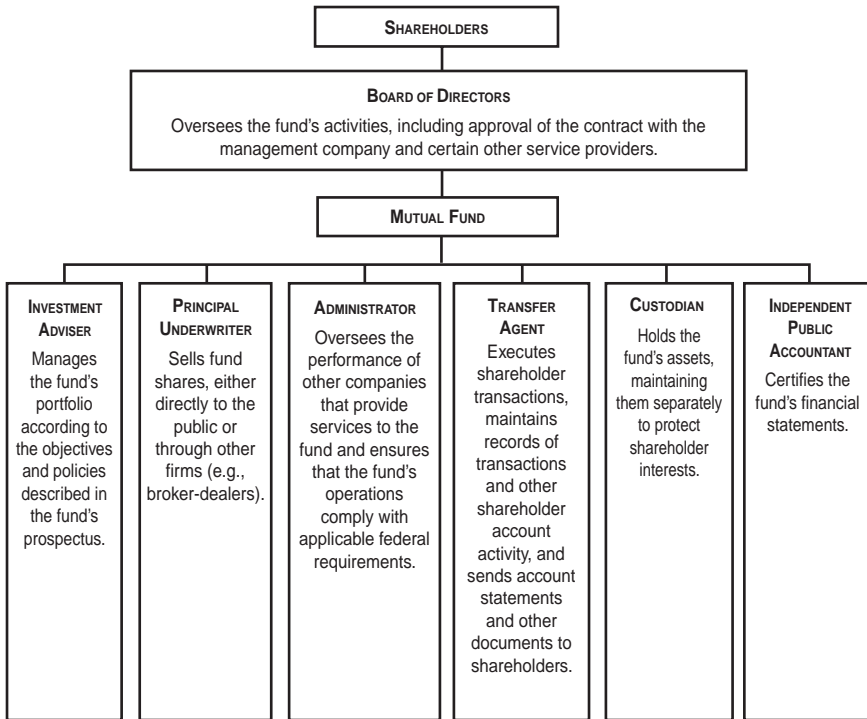 SHAREHOLDERS
BOARD OF DIRECTORS
Oversees the fund's activities, including approval of the contract with the
management company and certain other service providers.
MUTUAL FUND
INVESTMENT
ADVISER
Manages
the fund's
portfolio
according to
the objectives
and policies
described in
the fund's
prospectus.
PRINCIPAL
UNDERWRITER
Sells fund
shares, either
directly to the
public or
through other
firms (e.g.,
broker-dealers).
ADMINISTRATOR
Oversees the
performance of
other companies
that provide
services to the
fund and ensures
that the fund's
operations
comply with
applicable federal
requirements.
TRANSFER
AGENT
Executes
shareholder
transactions,
maintains
records of
transactions
and other
shareholder
account
activity, and
sends account
statements
and other
documents to
shareholders.
CUSTODIAN
Holds the
fund's assets,
maintaining
them separately
to protect
shareholder
interests.
INDEPENDENT
PUBLIC
ACCOUNTANT
Certifies the
fund's financial
statements.